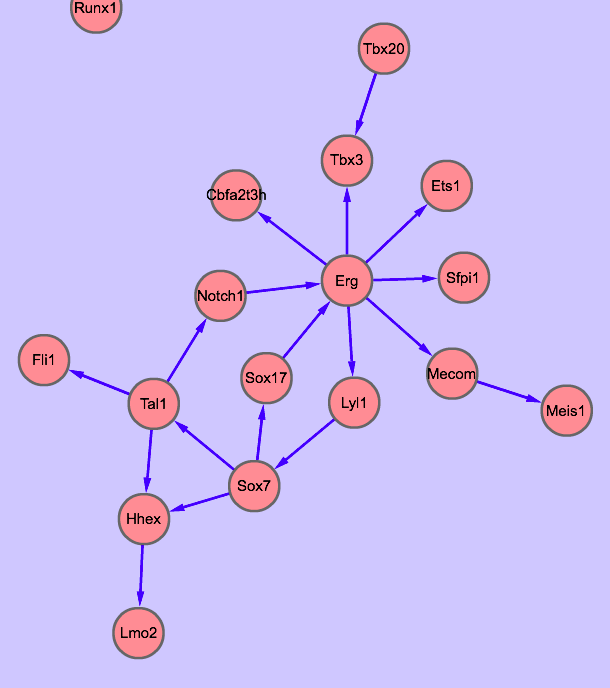 Runx1
Tbx20
Tbx3
Ets1
Cbfa2t3h
Sfpi1
Erg
Notch1
Fli1
Mecom
Sox17
Tal1
Lyl1
Meis1
Sox7
Hhex
Lmo2